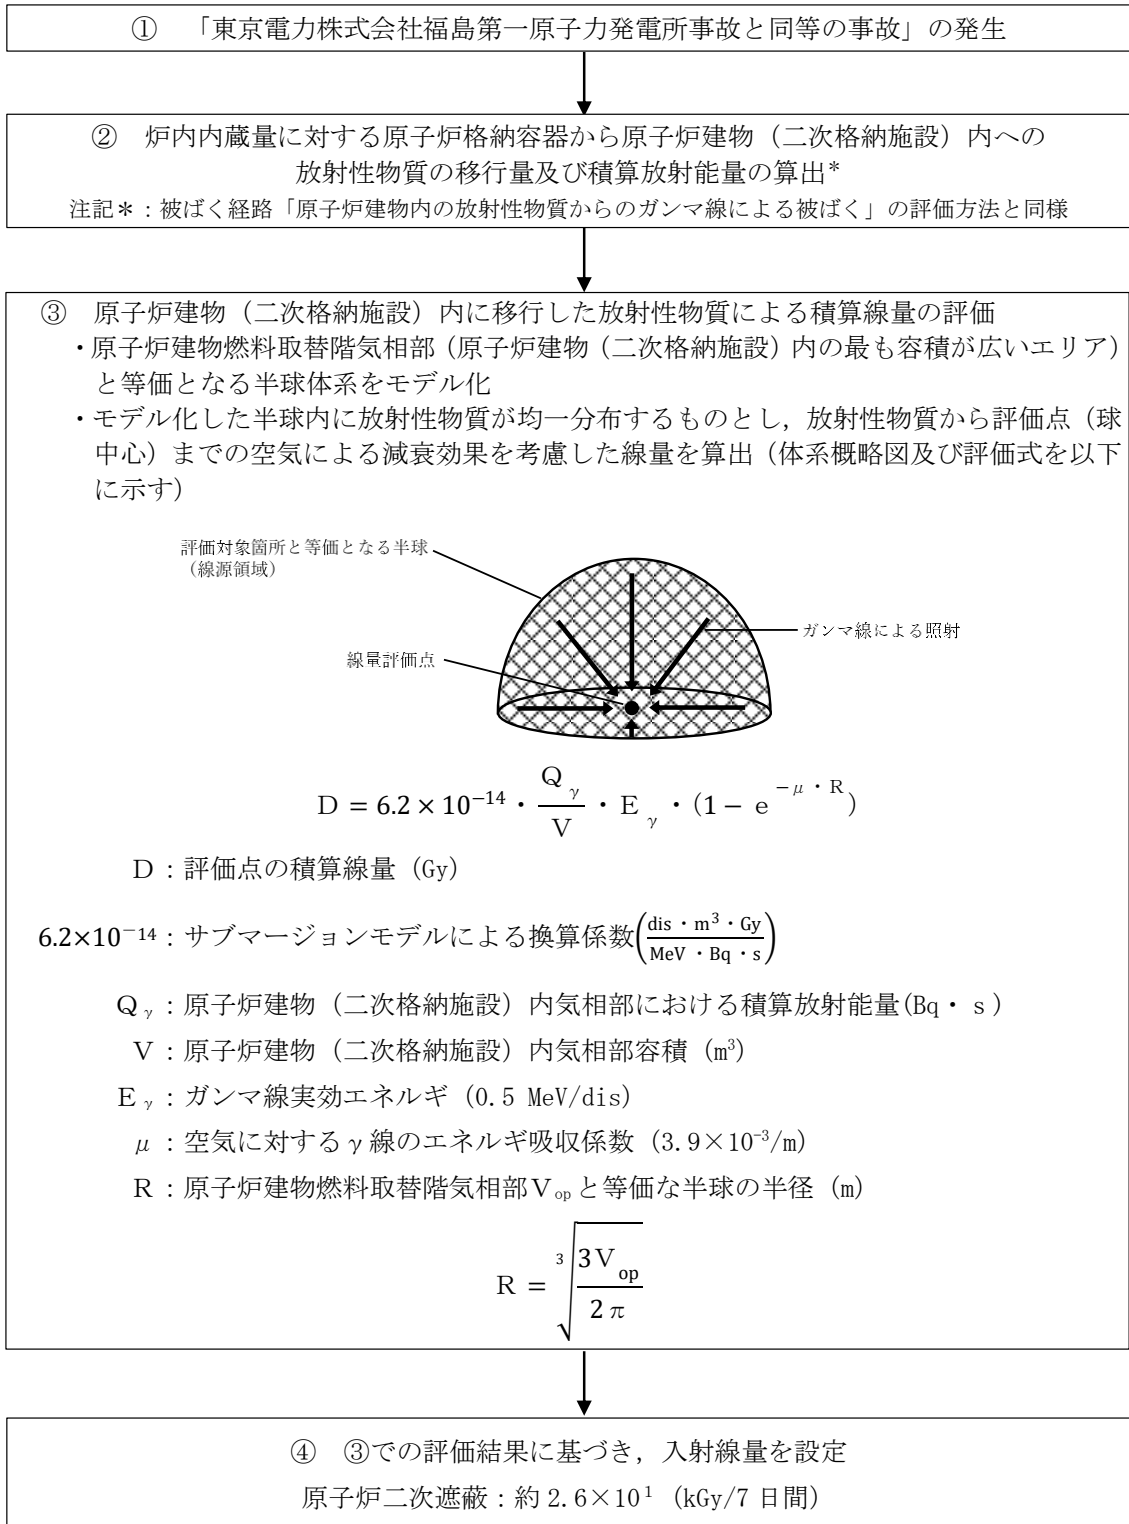 ① 「東京電力株式会社福島第一原子力発電所事故と同等の事故」の発生
② 炉内内蔵量に対する原子炉格納容器から原子炉建物(二次格納施設)内への
放射性物質の移行量及び積算放射能量の算出*
注記*:被ばく経路「原子炉建物内の放射性物質からのガンマ線による被ばく」の評価方法と同様
③ 原子炉建物(二次格納施設)内に移行した放射性物質による積算線量の評価
・原子炉建物燃料取替階気相部(原子炉建物(二次格納施設)内の最も容積が広いエリア)
と等価となる半球体系をモデル化
・モデル化した半球内に放射性物質が均一分布するものとし,放射性物質から評価点(球
中心)までの空気による減衰効果を考慮した線量を算出(体系概略図及び評価式を以下
に示す)
評価対象箇所と等価となる半球
(線源領域)
ガンマ線による照射
線量評価点
D = 6.2 × 10⁻¹⁴ · Qγ/V · Eγ · (1 − e^(−μ・R))
D:評価点の積算線量 (Gy)
6.2×10⁻¹⁴:サブマージョンモデルによる換算係数(dis・m³・Gy/MeV・Bq・s)
Qγ:原子炉建物(二次格納施設)内気相部における積算放射能量(Bq・s)
V:原子炉建物(二次格納施設)内気相部容積 (m³)
Eγ:ガンマ線実効エネルギ (0.5 MeV/dis)
μ:空気に対するγ線のエネルギ吸収係数 (3.9×10⁻³/m)
R:原子炉建物燃料取替階気相部Vopと等価な半球の半径 (m)
R = ³√(3Vop/2π)
④ ③での評価結果に基づき,入射線量を設定
原子炉二次遮蔽:約 2.6×10¹ (kGy/7 日間)